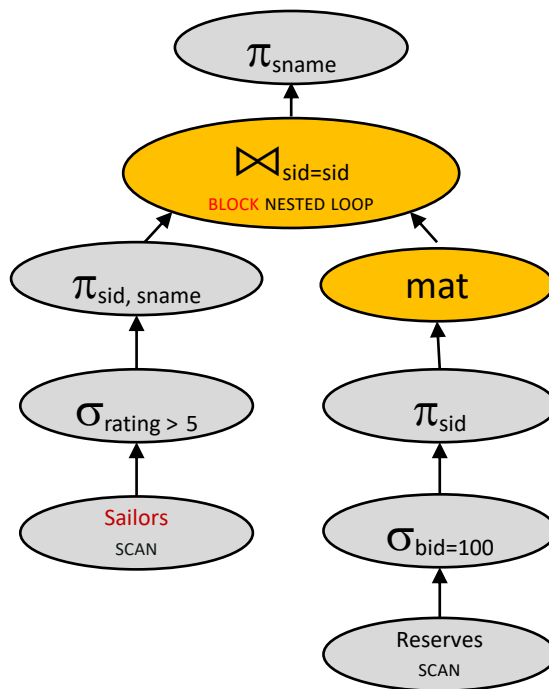 πsname
⋈sid=sid
BLOCK NESTED LOOP
πsid, sname
mat
σrating > 5
πsid
Sailors
SCAN
σbid=100
Reserves
SCAN